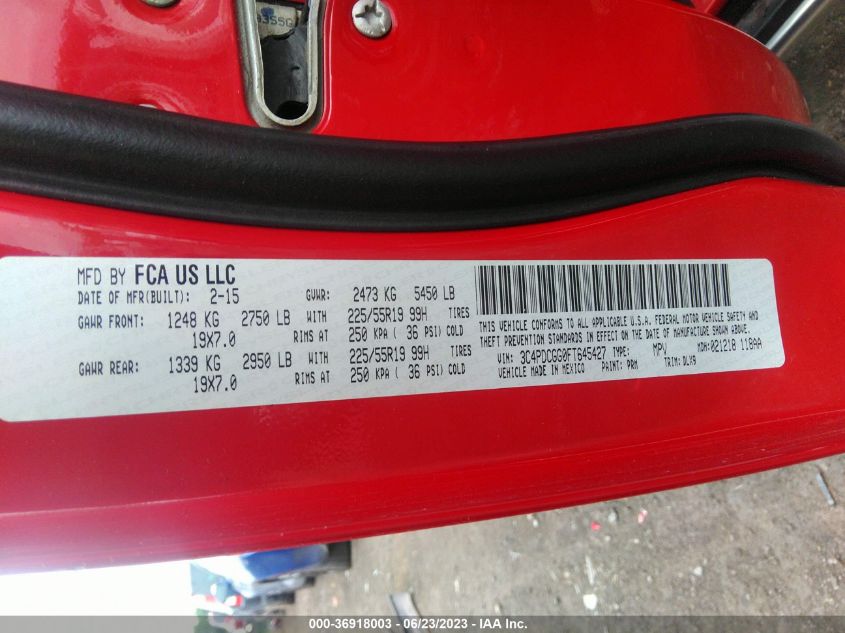 MFD BY FCA US LLC
DATE OF MFR(BUILT): 2-15 GVWR: 2473 KG 5450 LB
GAWR FRONT: 1248 KG 2750 LB WITH 225/55R19 99H TIRES
19X7.0 RIMS AT 250 KPA ( 36 PSI) COLD
GAWR REAR: 1339 KG 2950 LB WITH 225/55R19 99H TIRES
19X7.0 RIMS AT 250 KPA ( 36 PSI) COLD
THIS VEHICLE CONFORMS TO ALL APPLICABLE U.S.A. FEDERAL MOTOR VEHICLE SAFETY AND
THEFT PREVENTION STANDARDS IN EFFECT ON THE DATE OF MANUFACTURE SHOWN ABOVE.
VIN: 3C4PDCGG0FT645427 TYPE: MPV MDH: 021218 118AA
VEHICLE MADE IN MEXICO PAINT: PRM TRIM: DLX9
000-36918003 - 06/23/2023 - IAA Inc.